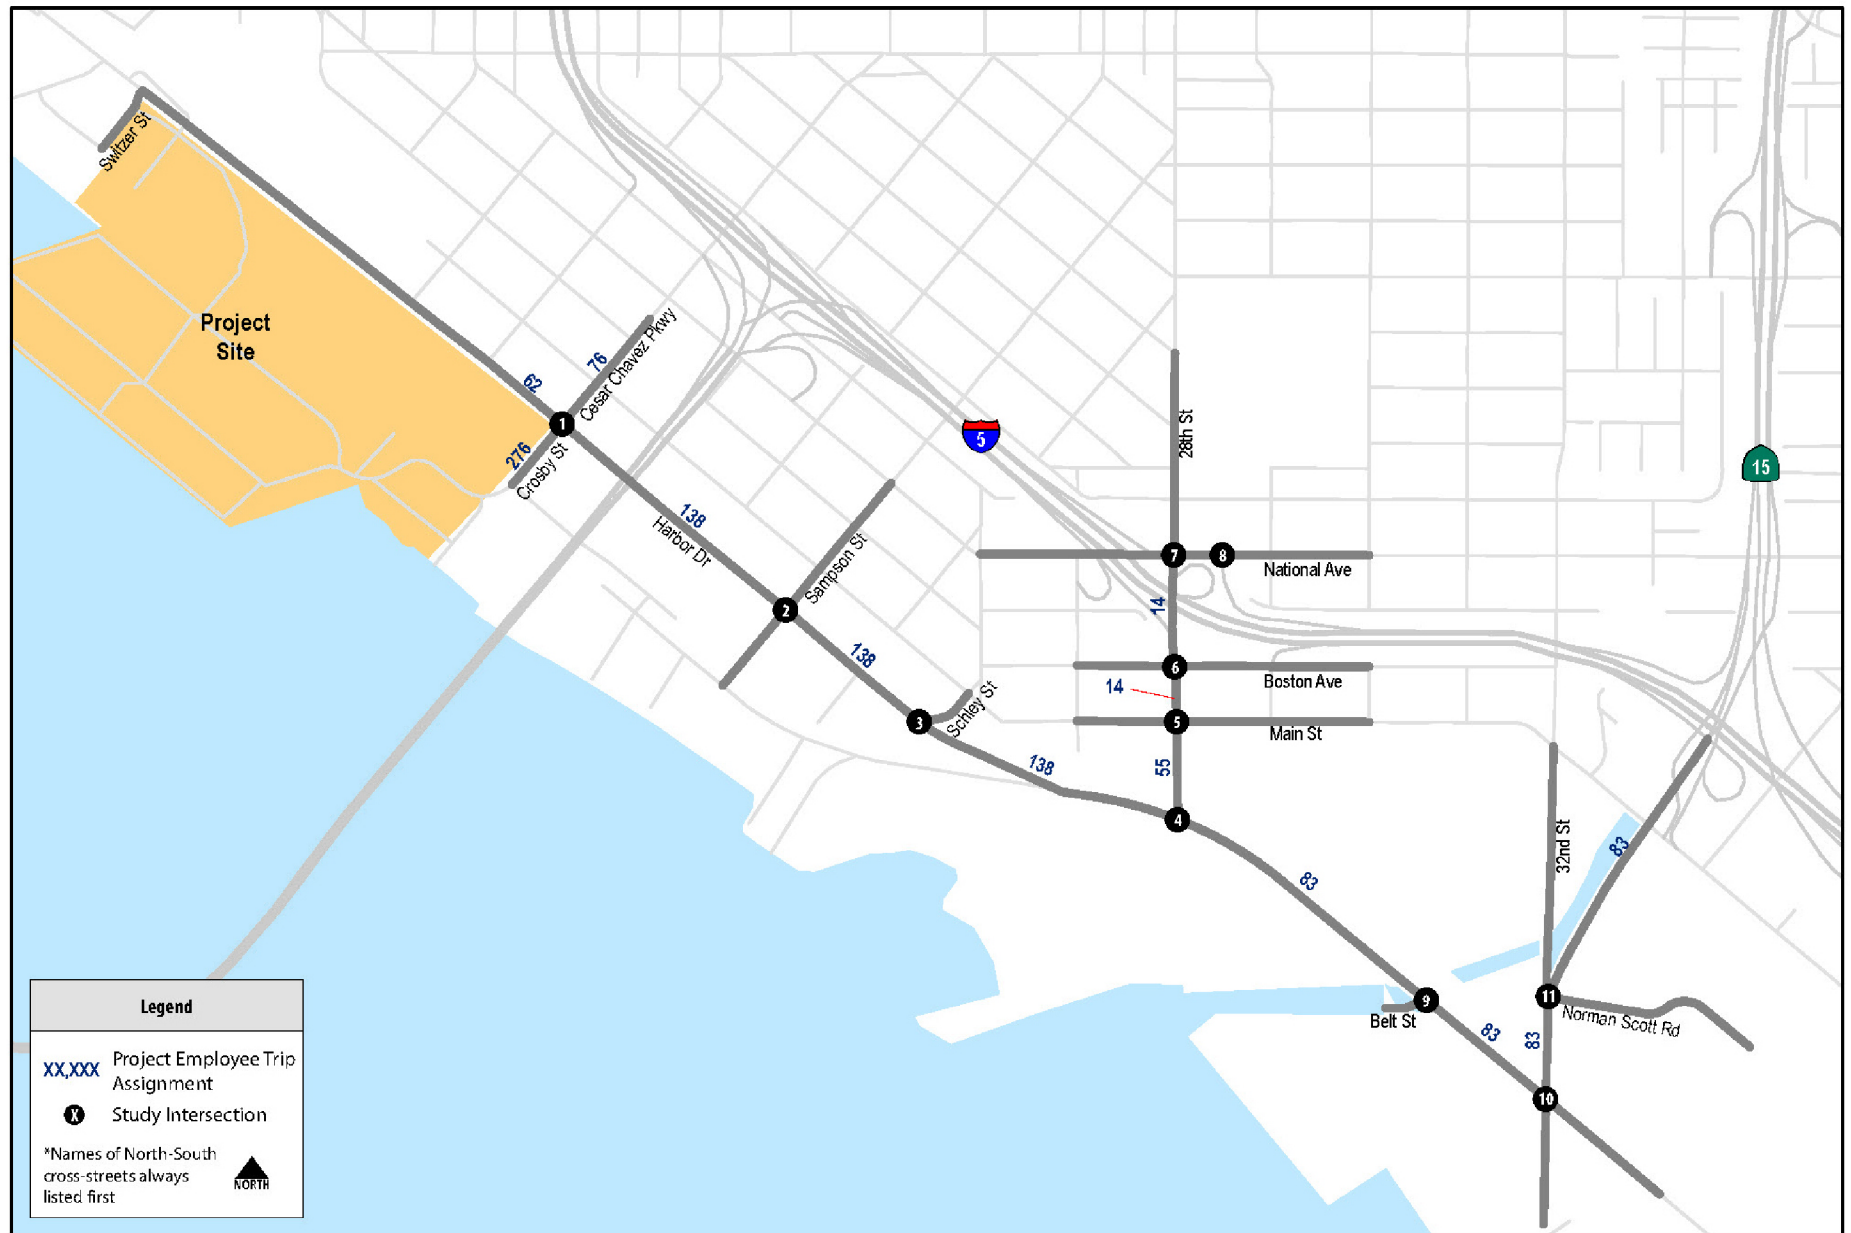 Switzer St
Project
Site
62
76
Cesar Chavez Pkwy
1
276
Crosby St
138
Harbor Dr
5
28th St
15
Sampson St
2
138
7
8
National Ave
14
6
Boston Ave
14
Schley St
3
5
Main St
138
55
4
83
32nd St
83
9
Belt St
83
11
Norman Scott Rd
83
10
Legend
XX,XXX
Project Employee Trip
Assignment
X
Study Intersection
*Names of North-South
cross-streets always
listed first
NORTH